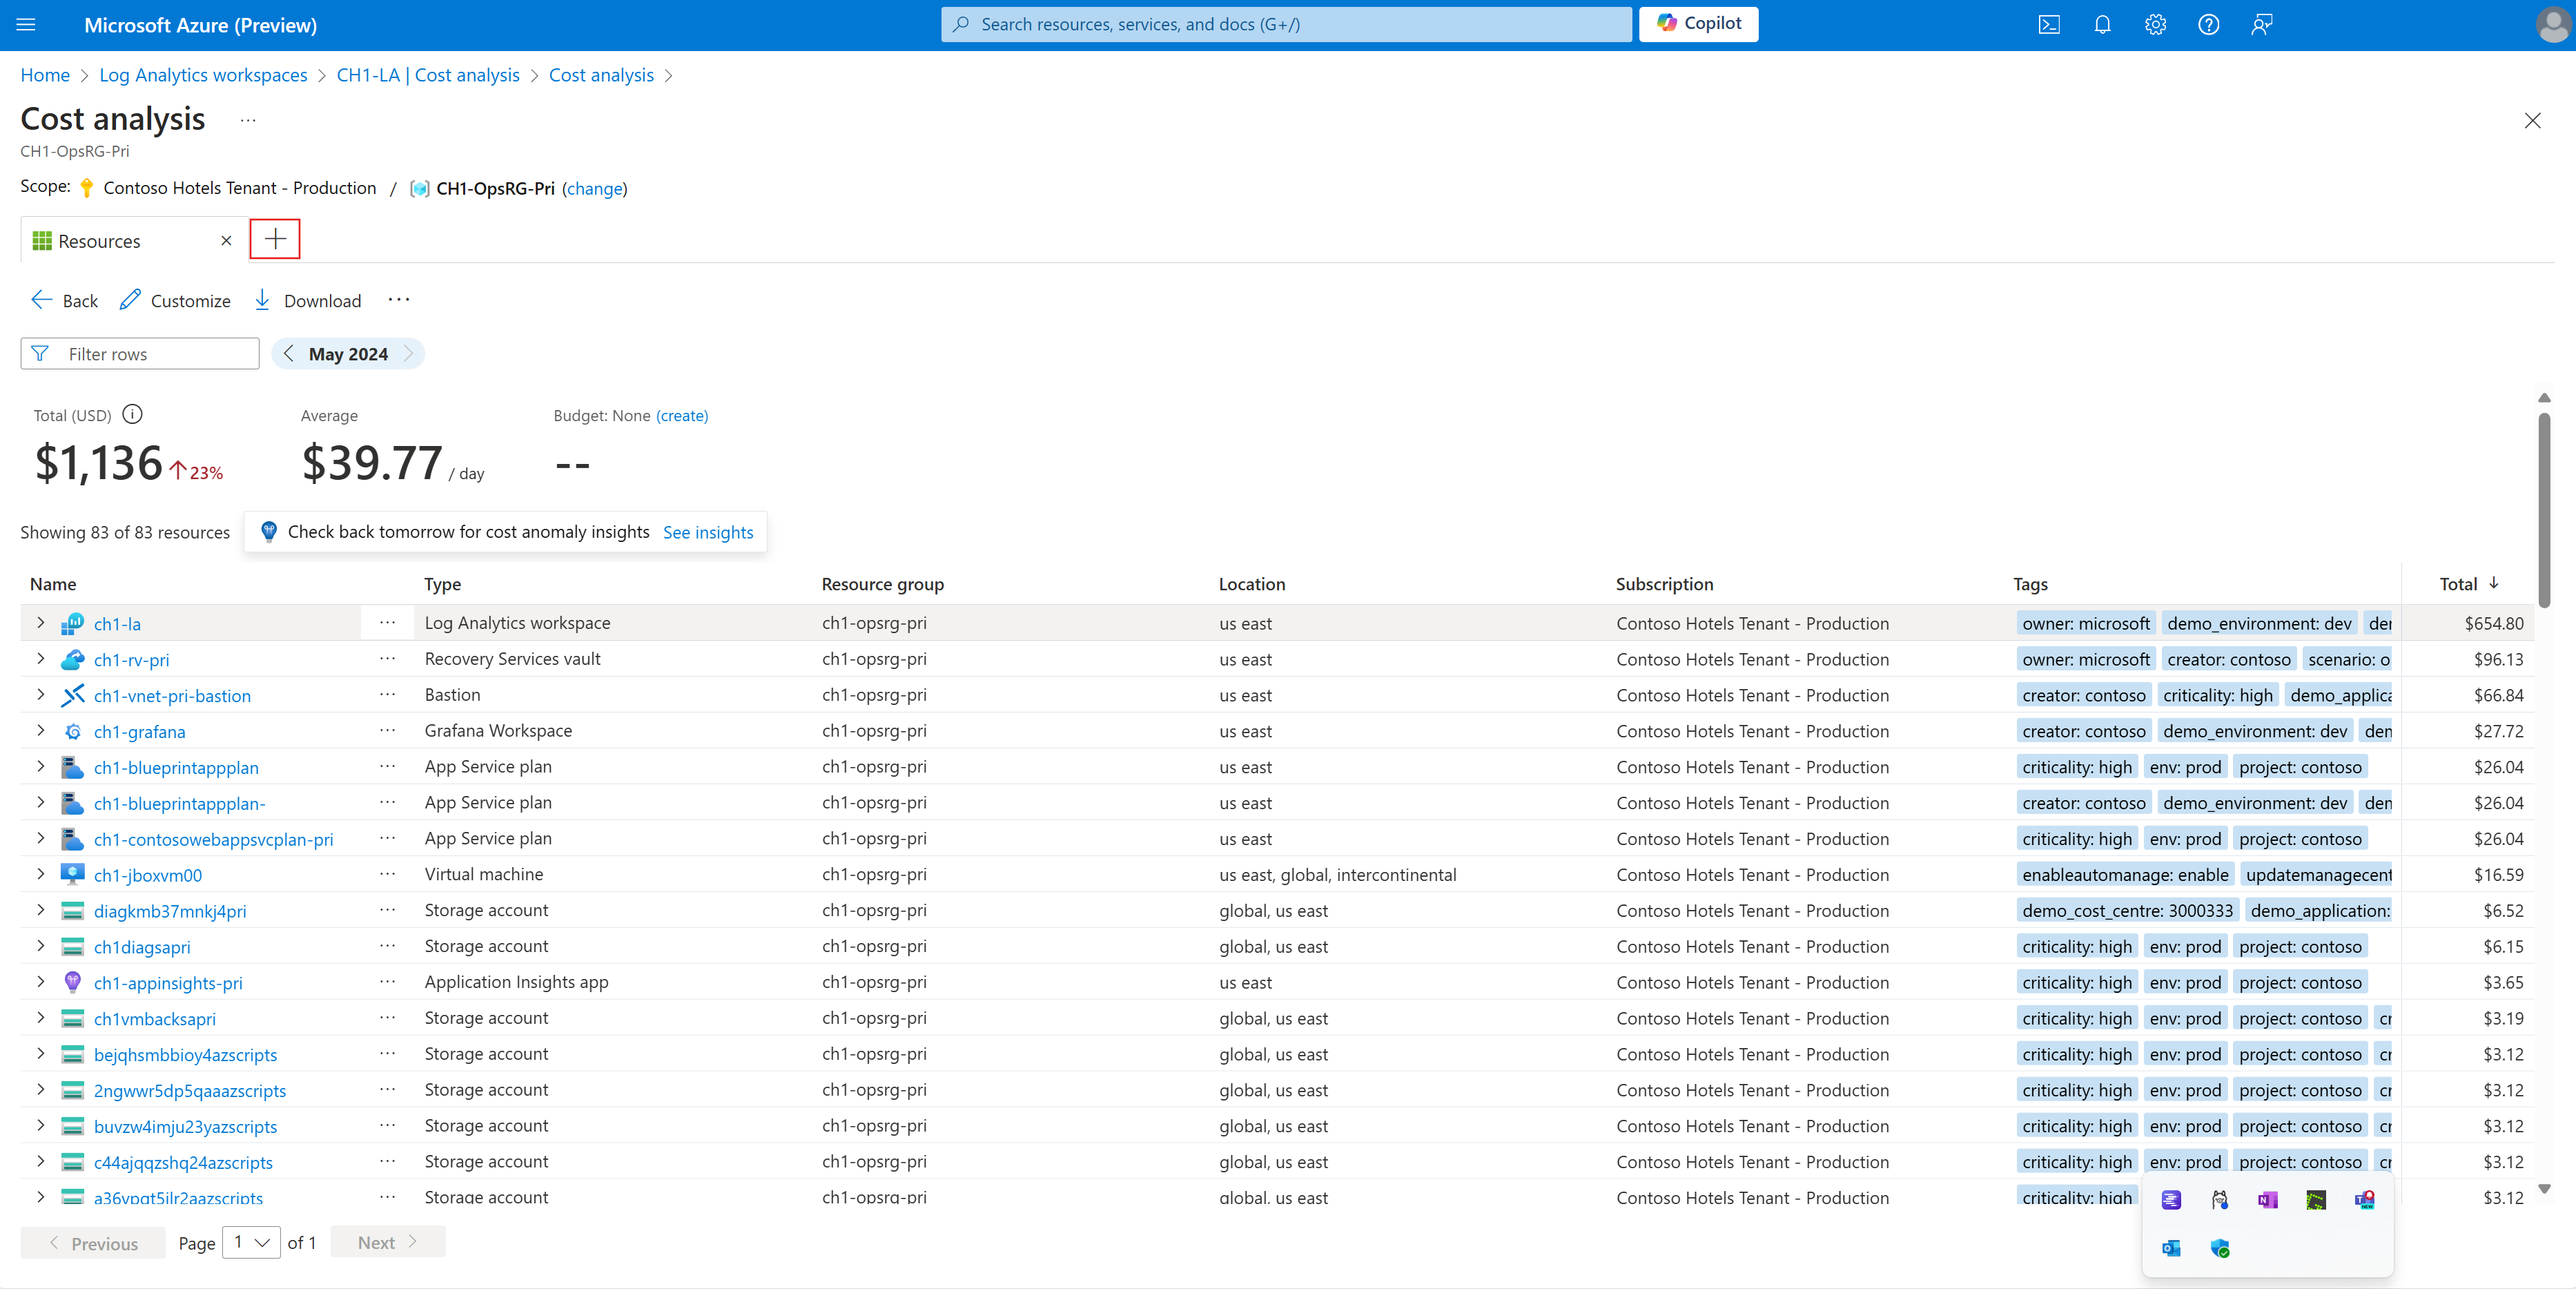 Microsoft Azure (Preview)
Search resources, services, and docs (G+/)
Copilot
Home > Log Analytics workspaces > CH1-LA | Cost analysis > Cost analysis >
Cost analysis ...
CH1-OpsRG-Pri
Scope: Contoso Hotels Tenant - Production / CH1-OpsRG-Pri (change)
Resources
Back Customize Download ...
Filter rows May 2024
Total (USD) Average Budget: None (create)
$1,136 23% $39.77 / day --
Showing 83 of 83 resources Check back tomorrow for cost anomaly insights See insights
Name Type Resource group Location Subscription Tags Total ↓
ch1-la ... Log Analytics workspace ch1-opsrg-pri us east Contoso Hotels Tenant - Production owner: microsoft demo_environment: dev der $654.80
ch1-rv-pri ... Recovery Services vault ch1-opsrg-pri us east Contoso Hotels Tenant - Production owner: microsoft creator: contoso scenario: o $96.13
ch1-vnet-pri-bastion ... Bastion ch1-opsrg-pri us east Contoso Hotels Tenant - Production creator: contoso criticality: high demo_applica $66.84
ch1-grafana ... Grafana Workspace ch1-opsrg-pri us east Contoso Hotels Tenant - Production creator: contoso demo_environment: dev den $27.72
ch1-blueprintappplan ... App Service plan ch1-opsrg-pri us east Contoso Hotels Tenant - Production criticality: high env: prod project: contoso $26.04
ch1-blueprintappplan- ... App Service plan ch1-opsrg-pri us east Contoso Hotels Tenant - Production creator: contoso demo_environment: dev den $26.04
ch1-contosowebappsvcplan-pri ... App Service plan ch1-opsrg-pri us east Contoso Hotels Tenant - Production criticality: high env: prod project: contoso $26.04
ch1-jboxvm00 ... Virtual machine ch1-opsrg-pri us east, global, intercontinental Contoso Hotels Tenant - Production enableautomanage: enable updatemanagecent $16.59
diagkmb37mnkj4pri ... Storage account ch1-opsrg-pri global, us east Contoso Hotels Tenant - Production demo_cost_centre: 3000333 demo_application: $6.52
ch1diagsapri ... Storage account ch1-opsrg-pri global, us east Contoso Hotels Tenant - Production criticality: high env: prod project: contoso $6.15
ch1-appinsights-pri ... Application Insights app ch1-opsrg-pri us east Contoso Hotels Tenant - Production criticality: high env: prod project: contoso $3.65
ch1vmbacksapri ... Storage account ch1-opsrg-pri global, us east Contoso Hotels Tenant - Production criticality: high env: prod project: contoso cr $3.19
bejqhsmbbioy4azscripts ... Storage account ch1-opsrg-pri global, us east Contoso Hotels Tenant - Production criticality: high env: prod project: contoso cr $3.12
2ngwwr5dp5qaaazscripts ... Storage account ch1-opsrg-pri global, us east Contoso Hotels Tenant - Production criticality: high env: prod project: contoso cr $3.12
buvzw4imju23yazscripts ... Storage account ch1-opsrg-pri global, us east Contoso Hotels Tenant - Production criticality: high env: prod project: contoso cr $3.12
c44ajqqzshq24azscripts ... Storage account ch1-opsrg-pri global, us east Contoso Hotels Tenant - Production criticality: high env: prod project: contoso cr $3.12
... Storage account ch1-opsrg-pri global, us east Contoso Hotels Tenant - Production criticality: high $3.12
Previous Page 1 of 1 Next